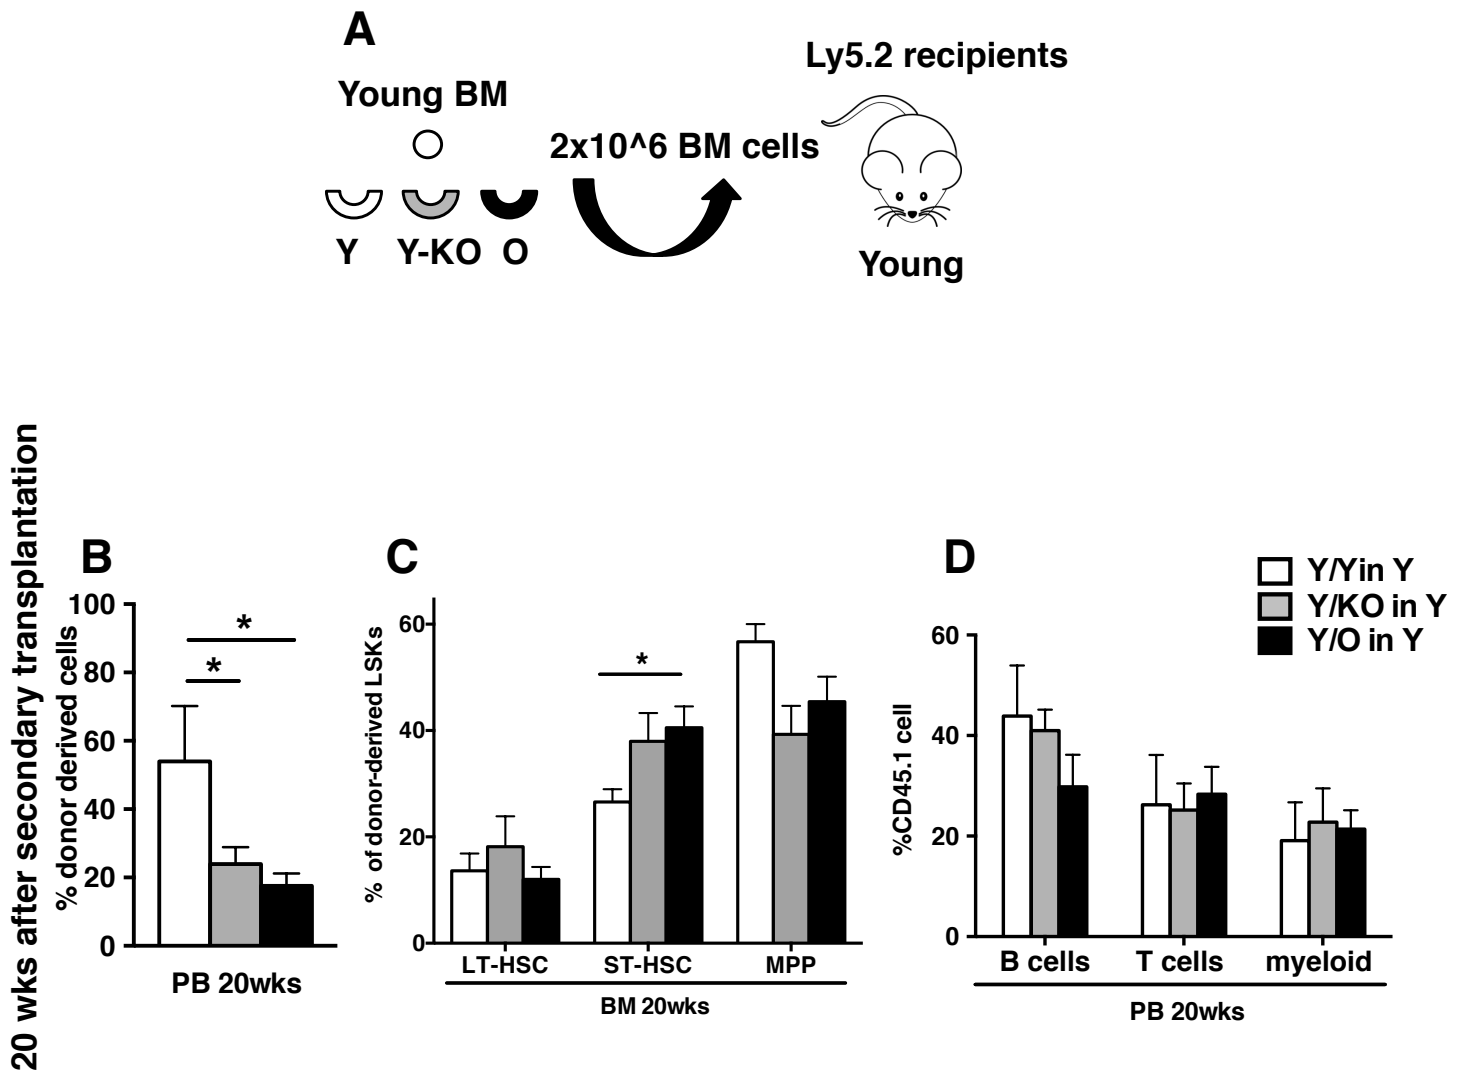 A
Ly5.2 recipients
Young BM
2x10^6 BM cells
Y Y-KO O
Young
20 wks after secondary transplantation
B
% donor derived cells
100
80
60
40
20
0
*
*
PB 20wks
C
% of donor-derived LSKs
60
40
20
0
*
LT-HSC ST-HSC MPP
BM 20wks
D
%CD45.1 cell
60
40
20
0
B cells T cells myeloid
PB 20wks
Y/Yin Y
Y/KO in Y
Y/O in Y